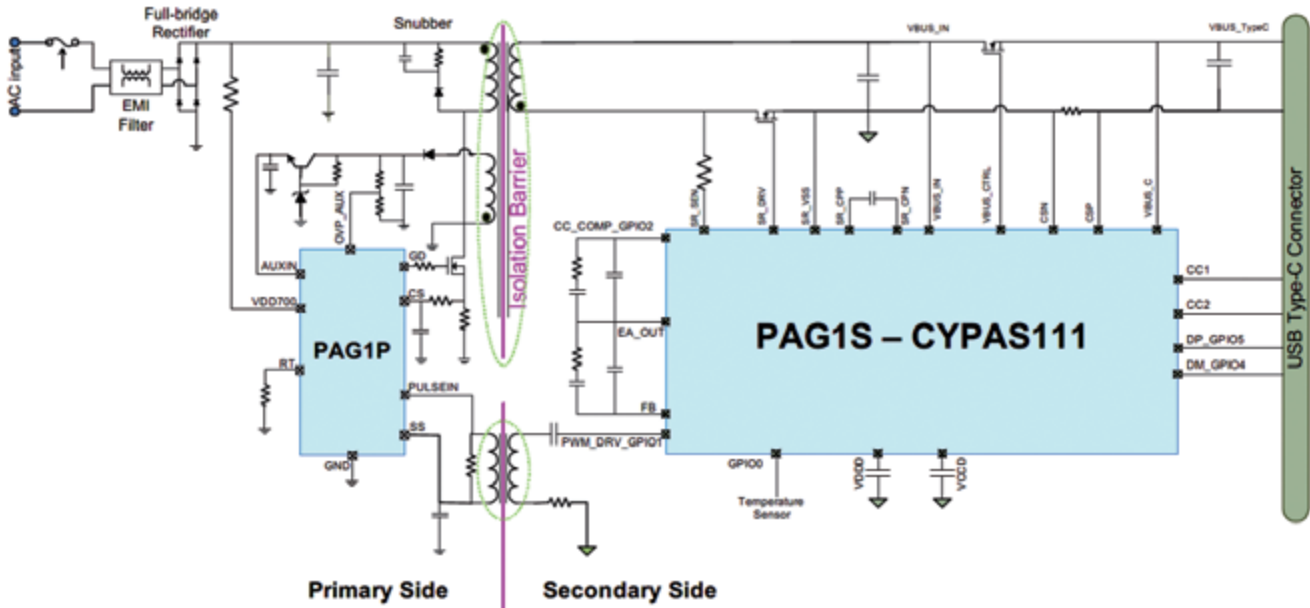 Full-bridge
Rectifier
Snubber
VBUS_IN
VBUS_TypeC
AC input
EMI
Filter
Isolation Barrier
USB Type-C Connector
OVP_AUX
SR_SEN
SR_DRV
SR_VSS
SR_CPP
SR_CPN
VBUS_IN
VBUS_CTRL
CSN
CSP
VBUS_C
CC_COMP_GPIO2
AUXIN
GD
CC1
VDD700
CS
CC2
EA_OUT
PAG1P
PAG1S – CYPAS111
DP_GPIO5
RT
DM_GPIO4
PULSEIN
FB
SS
PWM_DRV_GPIO1
GND
GPIO0
VDDD
VCCD
Temperature
Sensor
Primary Side
Secondary Side